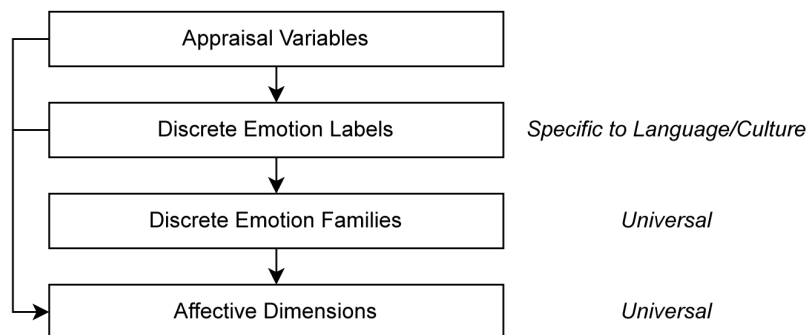 Appraisal Variables
Discrete Emotion Labels
Specific to Language/Culture
Discrete Emotion Families
Universal
Affective Dimensions
Universal